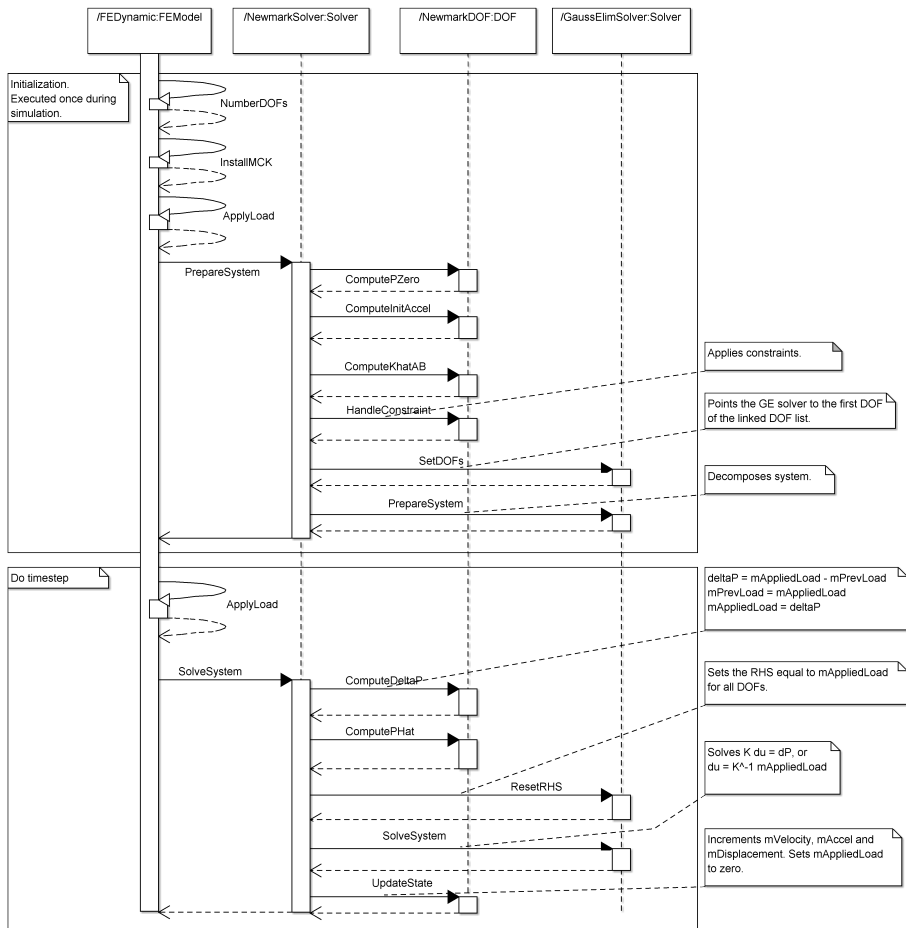 /FEDynamic:FEModel
/NewmarkSolver:Solver
/NewmarkDOF:DOF
/GaussElimSolver:Solver
Initialization.
Executed once during
simulation.
NumberDOFs
InstallMCK
ApplyLoad
PrepareSystem
ComputePZero
ComputeInitAccel
Applies constraints.
ComputeKhatAB
HandleConstraint
Points the GE solver to the first DOF
of the linked DOF list.
SetDOFs
Decomposes system.
PrepareSystem
Do timestep
deltaP = mAppliedLoad - mPrevLoad
mPrevLoad = mAppliedLoad
mAppliedLoad = deltaP
ApplyLoad
SolveSystem
ComputeDeltaP
Sets the RHS equal to mAppliedLoad
for all DOFs.
ComputePHat
Solves K du = dP, or
du = K^-1 mAppliedLoad
ResetRHS
SolveSystem
Increments mVelocity, mAccel and
mDisplacement. Sets mAppliedLoad
to zero.
UpdateState